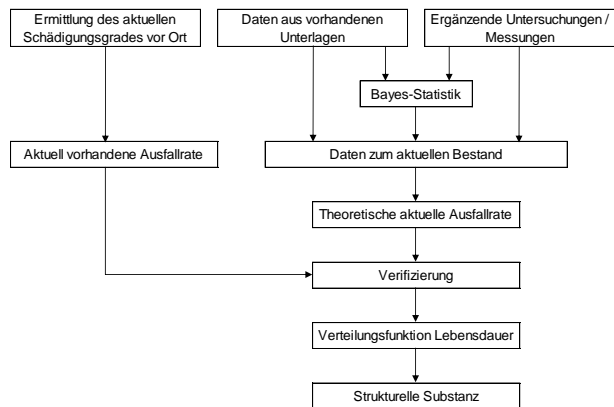 Ermittlung des aktuellen
Schädigungsgrades vor Ort
Daten aus vorhandenen
Unterlagen
Ergänzende Untersuchungen /
Messungen
Bayes-Statistik
Aktuell vorhandene Ausfallrate
Daten zum aktuellen Bestand
Theoretische aktuelle Ausfallrate
Verifizierung
Verteilungsfunktion Lebensdauer
Strukturelle Substanz